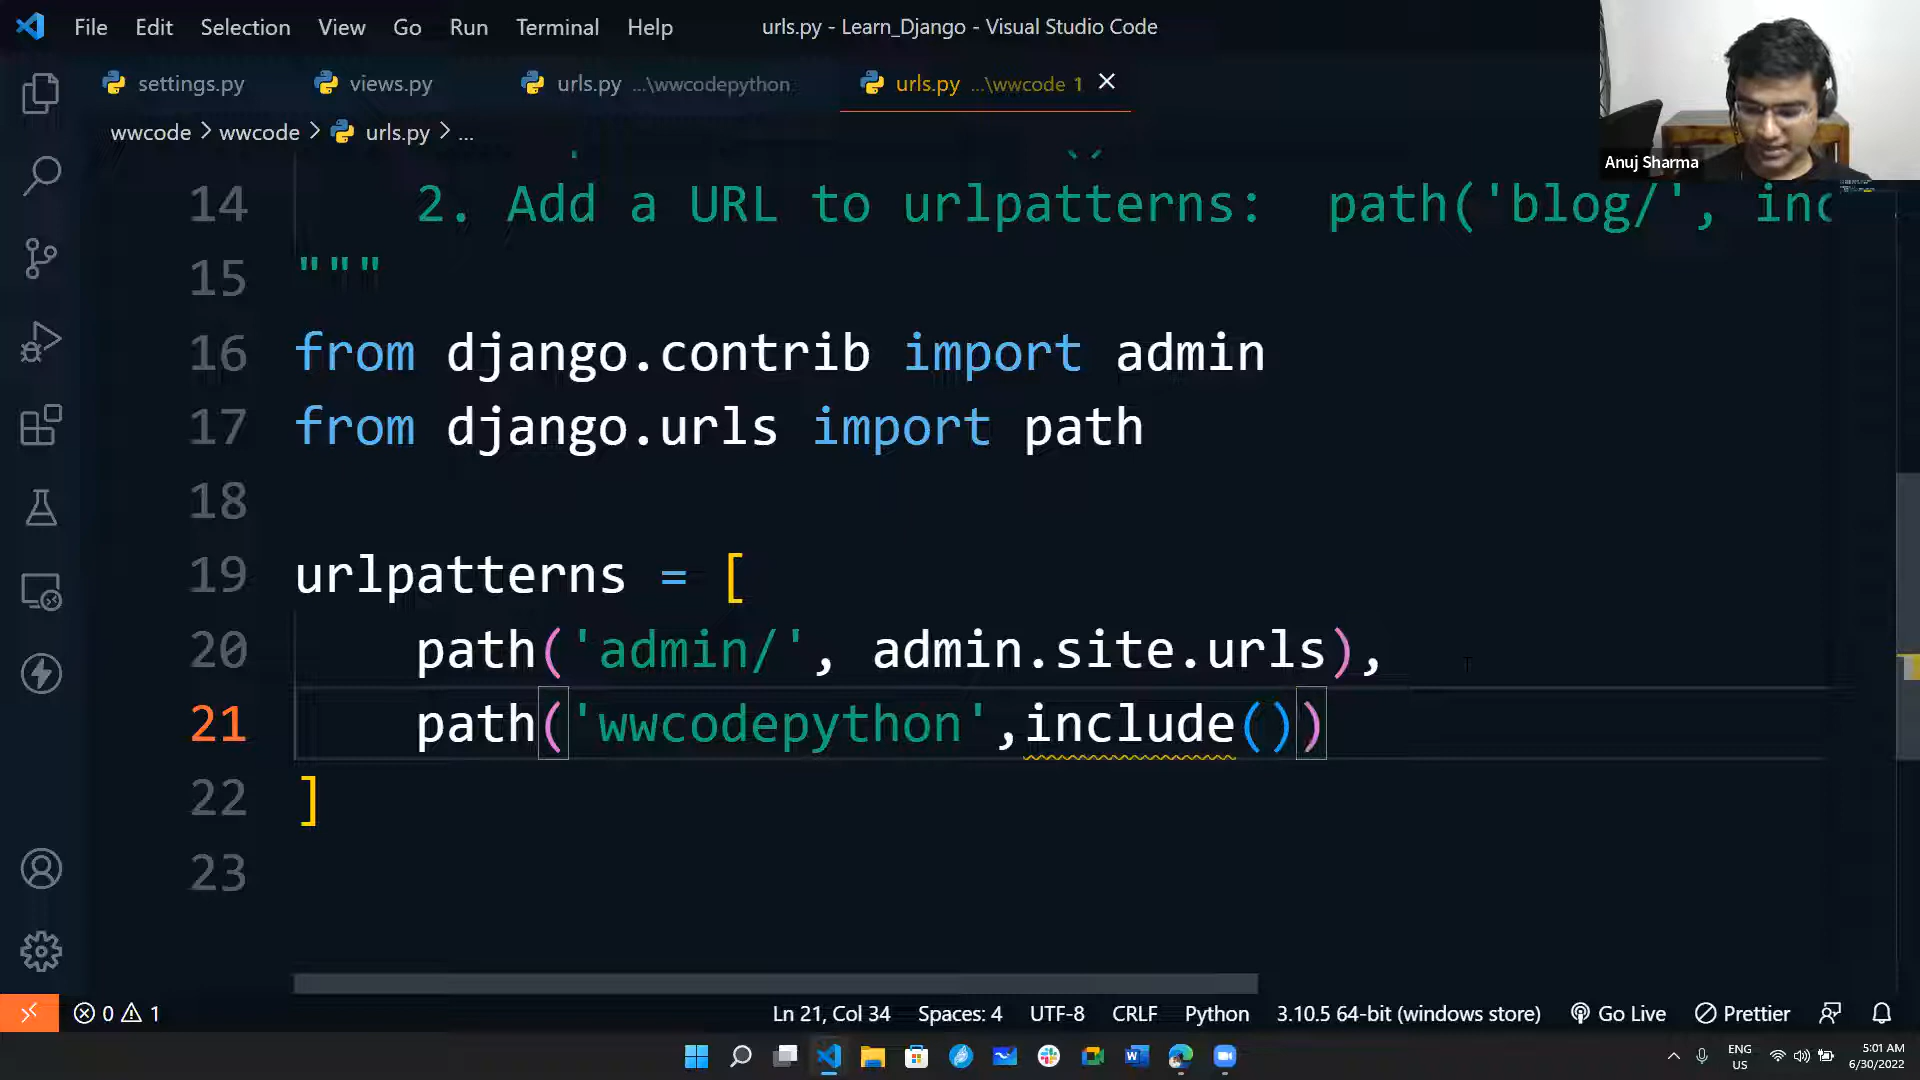 File Edit Selection View Go Run Terminal Help
urls.py - Learn_Django - Visual Studio Code
settings.py
views.py
urls.py ...\wwcodepython
urls.py ...\wwcode 1
wwcode > wwcode > urls.py > ...
Anuj Sharma
14 2. Add a URL to urlpatterns: path('blog/', inc
15 """
16 from django.contrib import admin
17 from django.urls import path
18
19 urlpatterns = [
20 path('admin/', admin.site.urls),
21 path('wwcodepython',include())
22 ]
23
0 1
Ln 21, Col 34 Spaces: 4 UTF-8 CRLF Python 3.10.5 64-bit (windows store) Go Live Prettier
ENG
US
5:01 AM
6/30/2022